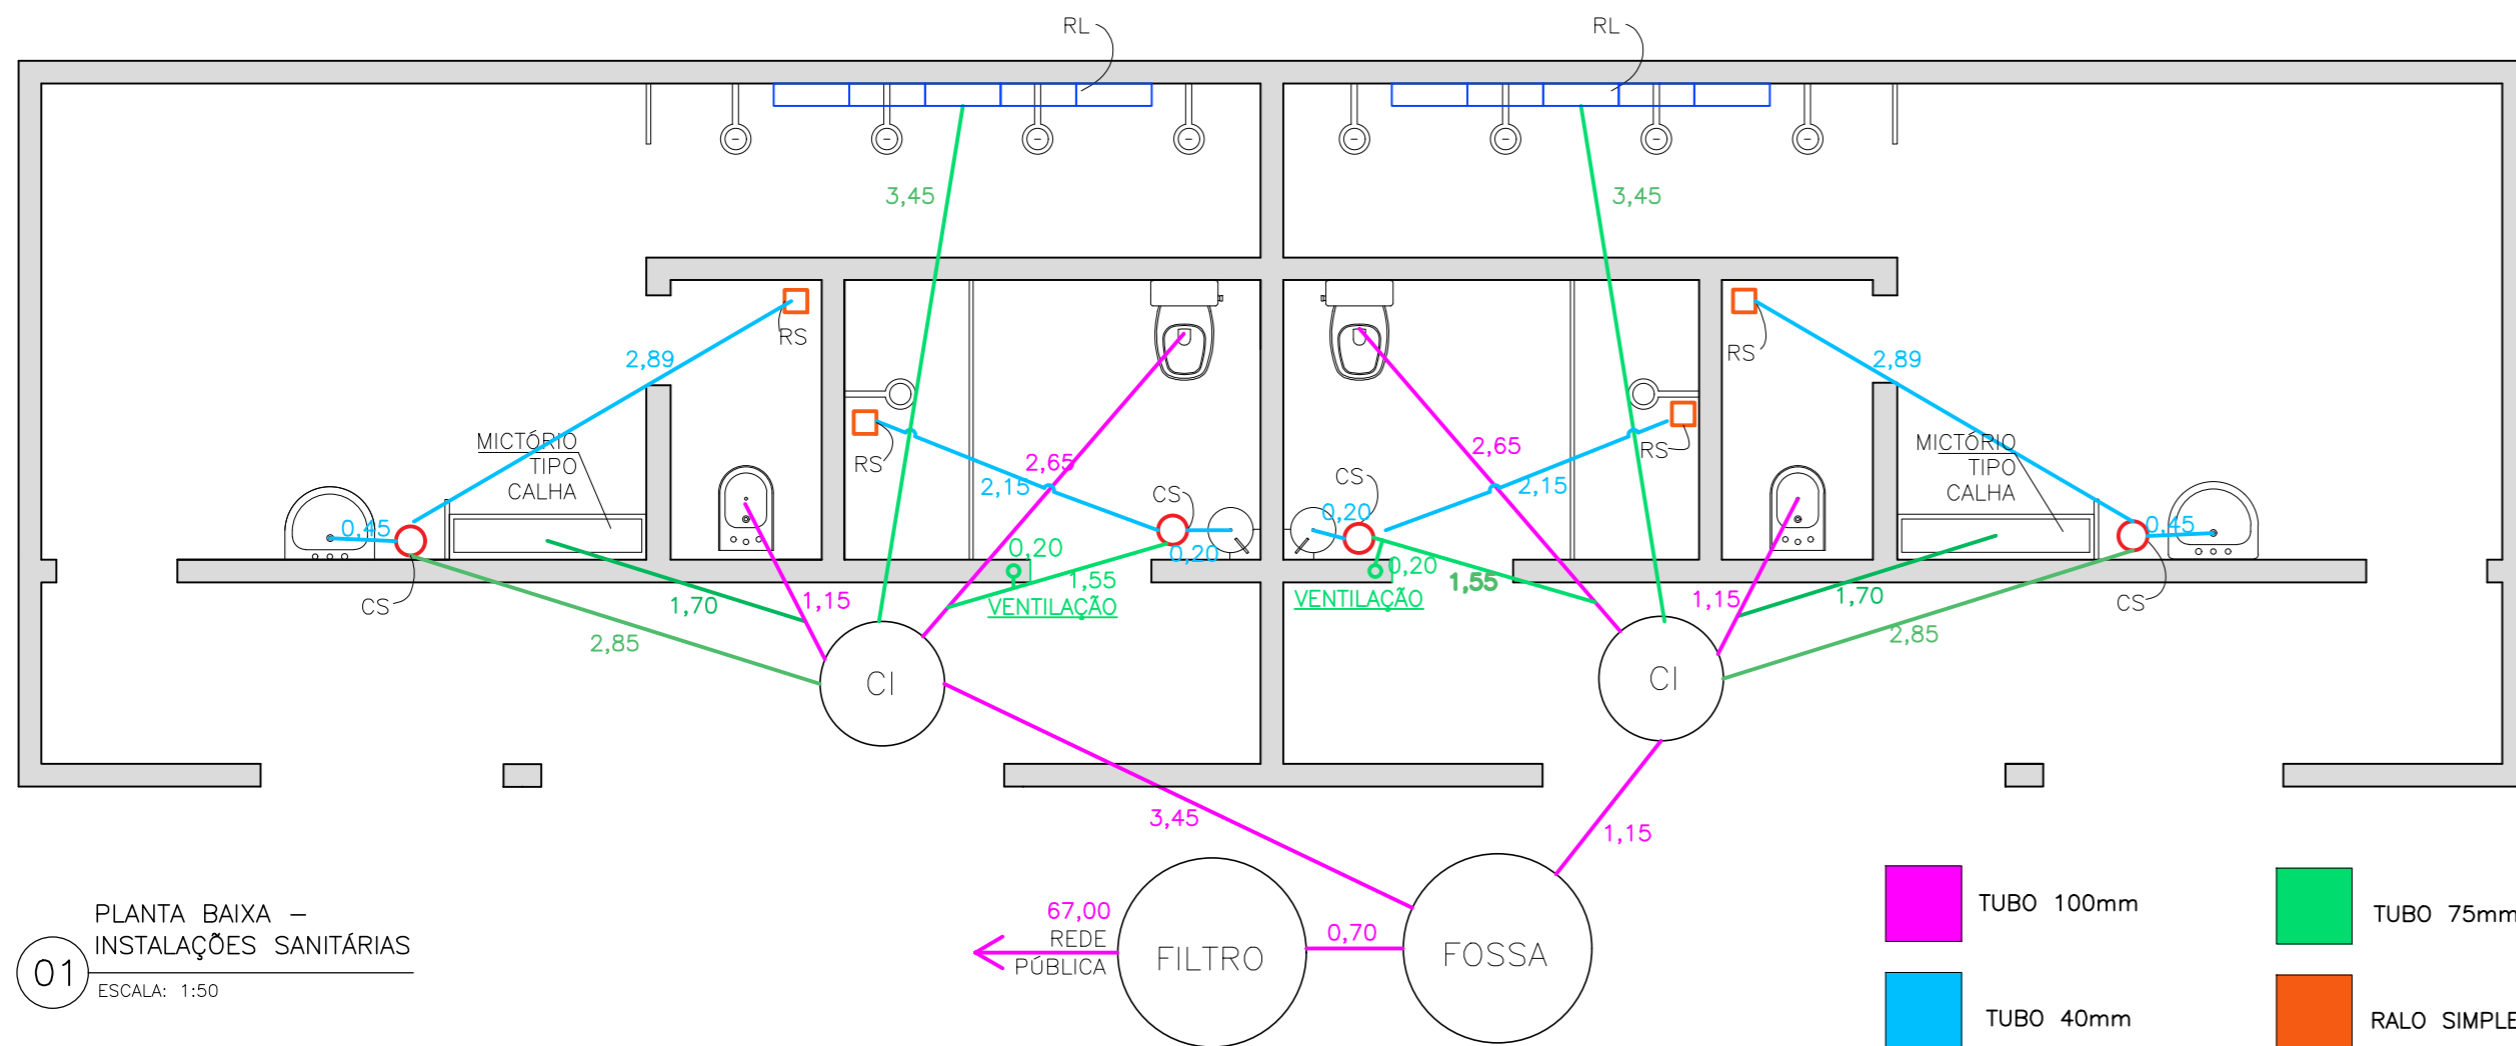 RL
RL
3,45
3,45
RS
RS
2,89
2,89
MICTÓRIO
TIPO
CALHA
MICTÓRIO
TIPO
CALHA
RS
2,65
2,15
CS
CS
2,65
2,15
RS
0,45
0,20
0,20
0,45
0,20
1,55
VENTILAÇÃO
0,20
1,55
VENTILAÇÃO
CS
1,70
1,15
2,85
1,15
1,70
2,85
CS
CI
CI
3,45
1,15
67,00
REDE
PÚBLICA
FILTRO
0,70
FOSSA
PLANTA BAIXA –
INSTALAÇÕES SANITÁRIAS
01
ESCALA: 1:50
TUBO 100mm
TUBO 75mm
TUBO 40mm
RALO SIMPLE